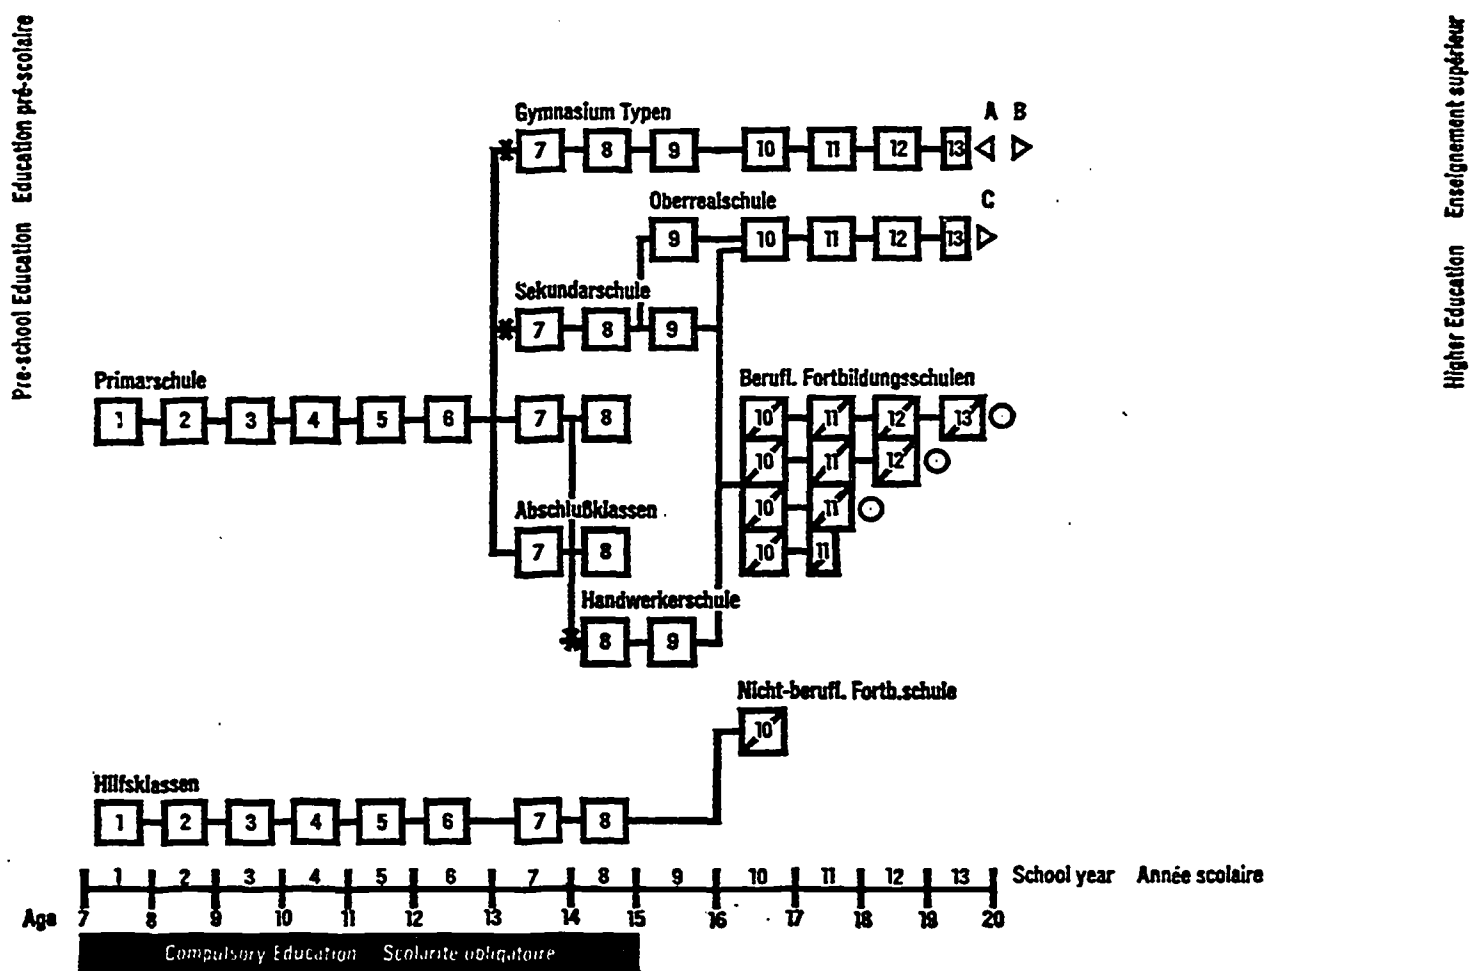 Pre-school Education Education pré-scolaire
Higher Education Enseignement supérieur
Gymnasium Typen A B
7 8 9 10 11 12 13
Oberrealschule C
9 10 11 12 13
Sekundarschule
7 8 9
Primarschule
1 2 3 4 5 6 7 8
Berufl. Fortbildungsschulen
10 11 12 13
10 11 12
10 11
10 11
Abschlußklassen
7 8
Handwerkerschule
8 9
Nicht-berufl. Fortb.schule
10
Hilfsklassen
1 2 3 4 5 6 7 8
1 2 3 4 5 6 7 8 9 10 11 12 13 School year Année scolaire
Age 7 8 9 10 11 12 13 14 15 16 17 18 19 20
Compulsory Education Scolarite obligatoire